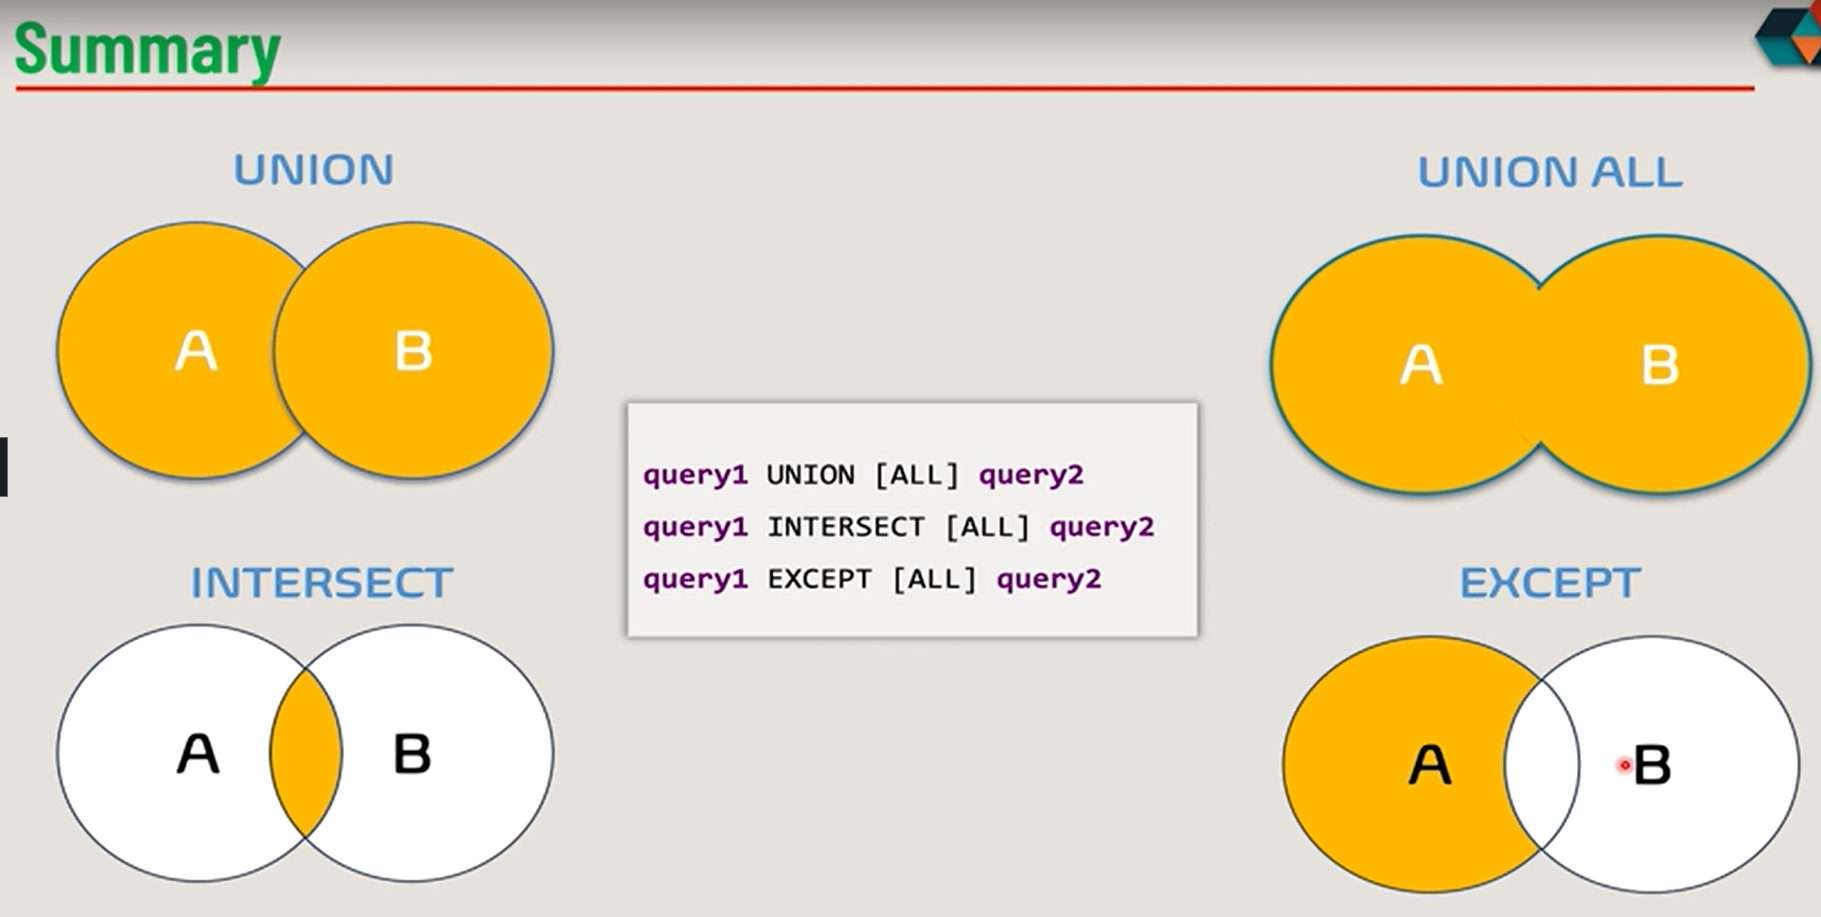 Summary
UNION
UNION ALL
A
B
A
B
query1 UNION [ALL] query2
query1 INTERSECT [ALL] query2
query1 EXCEPT [ALL] query2
INTERSECT
EXCEPT
A
B
A
B